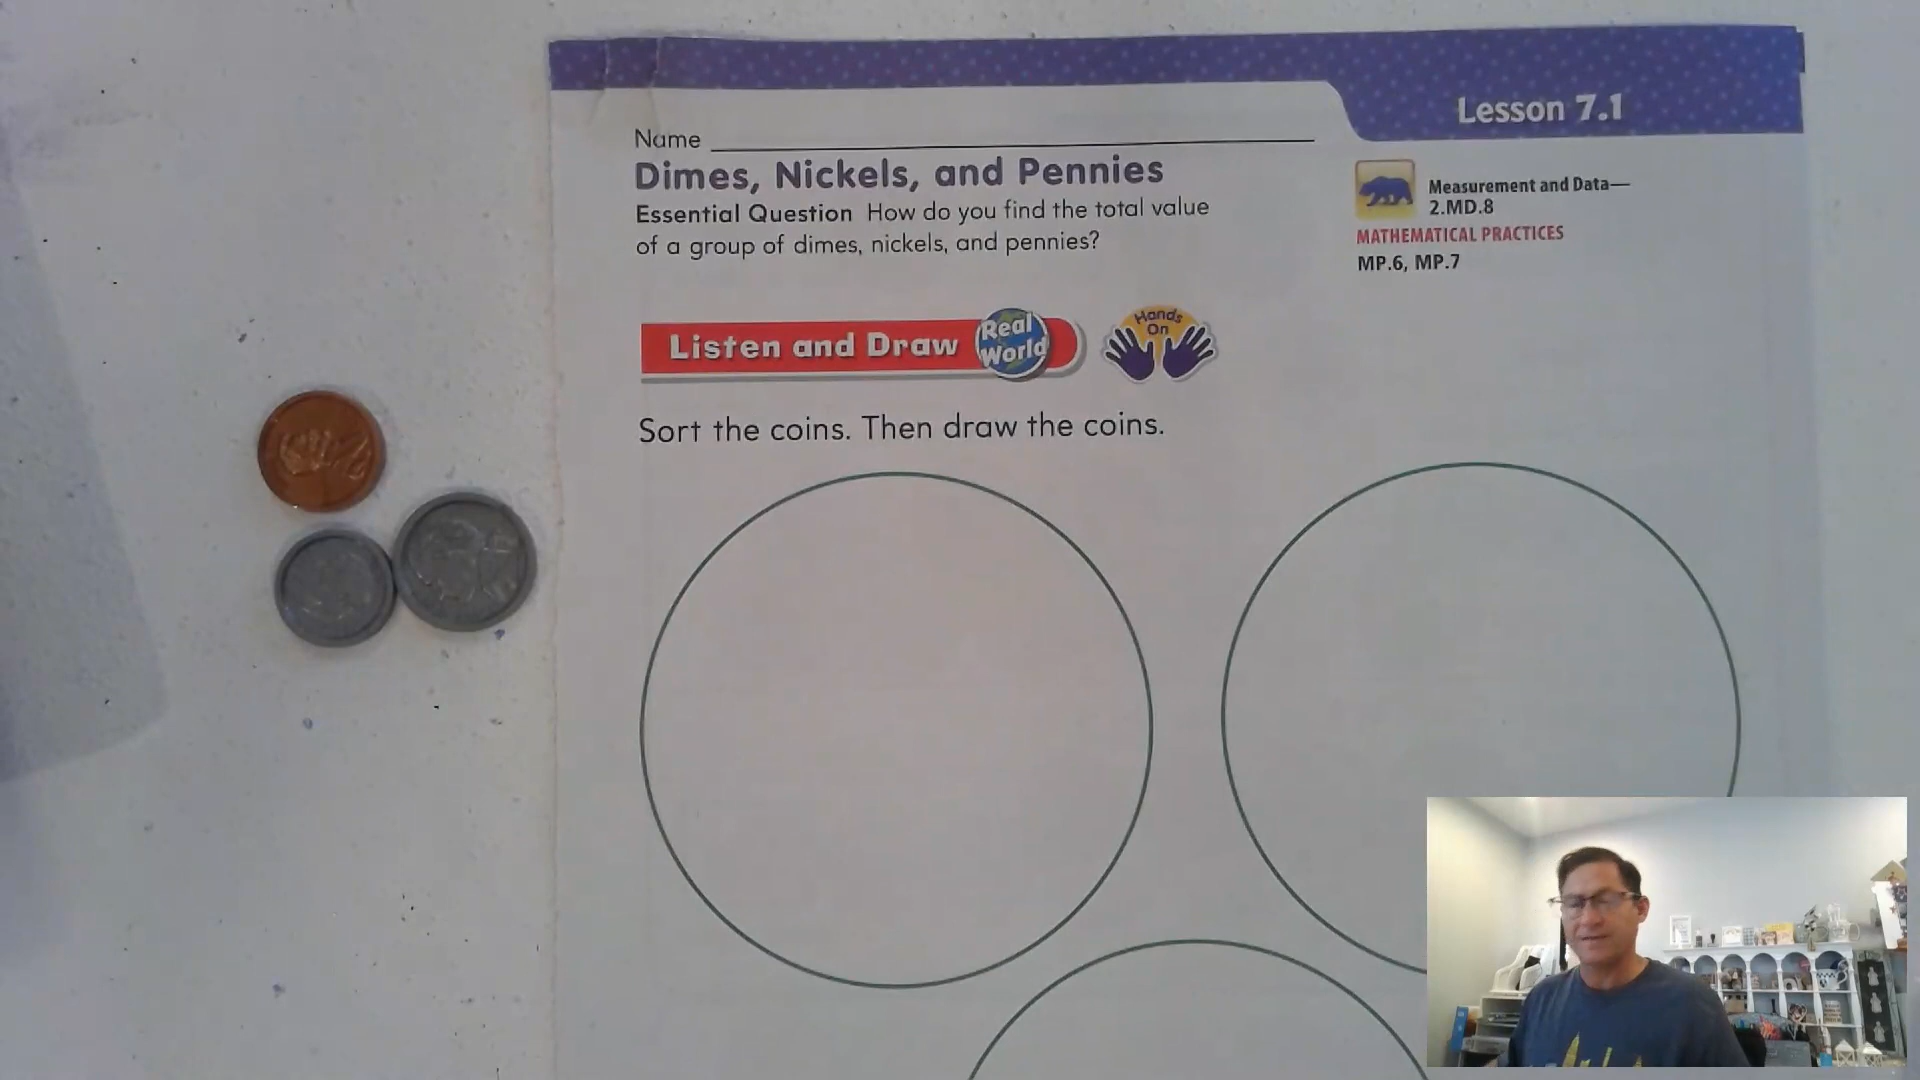 Lesson 7.1
Name
Dimes, Nickels, and Pennies
Essential Question How do you find the total value
of a group of dimes, nickels, and pennies?
Measurement and Data—
2.MD.8
MATHEMATICAL PRACTICES
MP.6, MP.7
Listen and Draw
Real
World
Hands
On
Sort the coins. Then draw the coins.